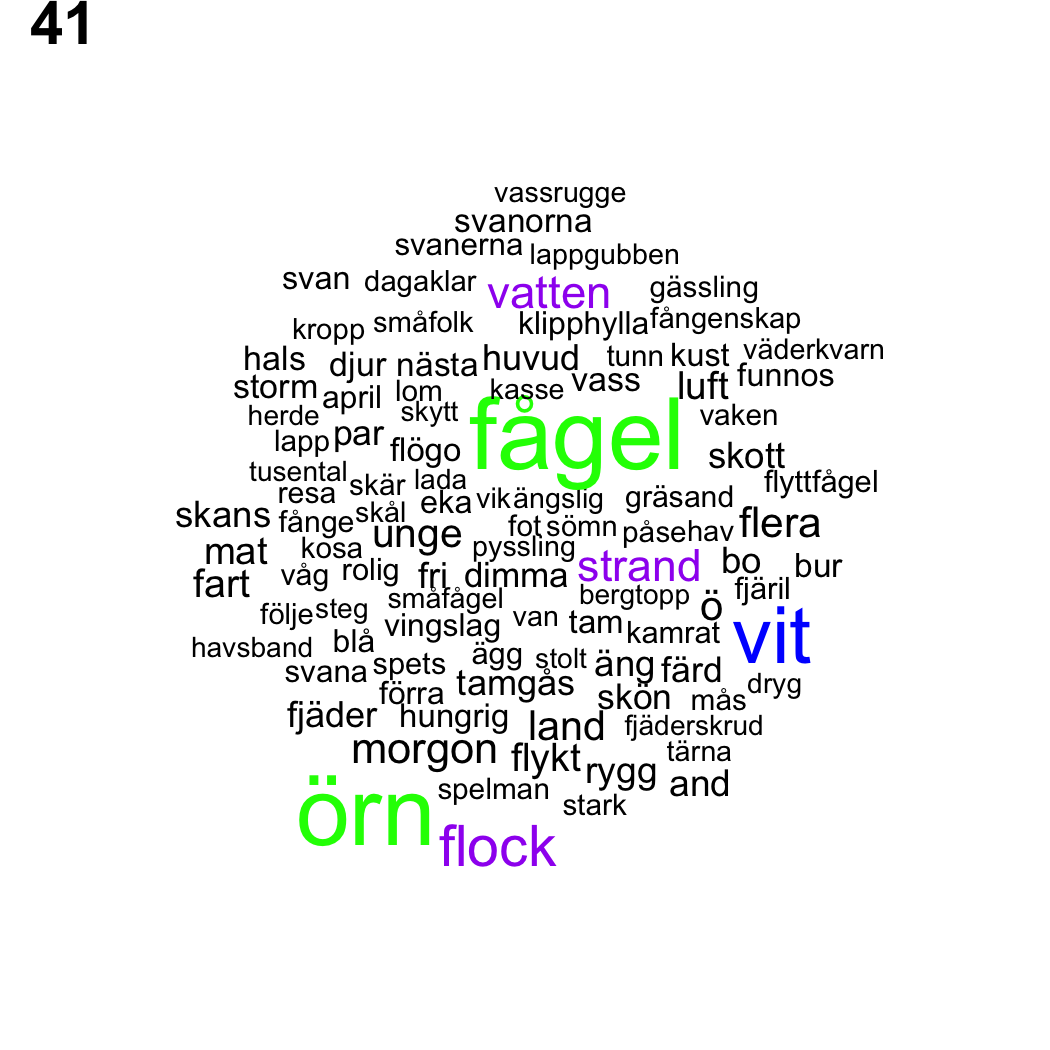 41
vassrugge
svanorna
svanerna lappgubben
svan dagaklar vatten gässling
kropp småfolk klipphylla fångenskap
hals djur nästa huvud tunn kust väderkvarn
storm april lom kasse vass luft funnos
herde skytt fågel vaken
lapp par flögo skott
tusental resa skär lada flyttfågel
skans fånge skål eka vik ängslig gräsand flera
mat kosa unge fot sömn påse hav
pyssling
fart våg rolig fri dimma strand bo bur
följe steg småfågel bergtopp ö fjäril
havsband blå vingslag van tam kamrat vit
svana spets ägg stolt äng färd
förra tamgås skön mås dryg
fjäder hungrig land fjäderskrud
morgon flykt rygg tärna
and
örn spelman stark
flock